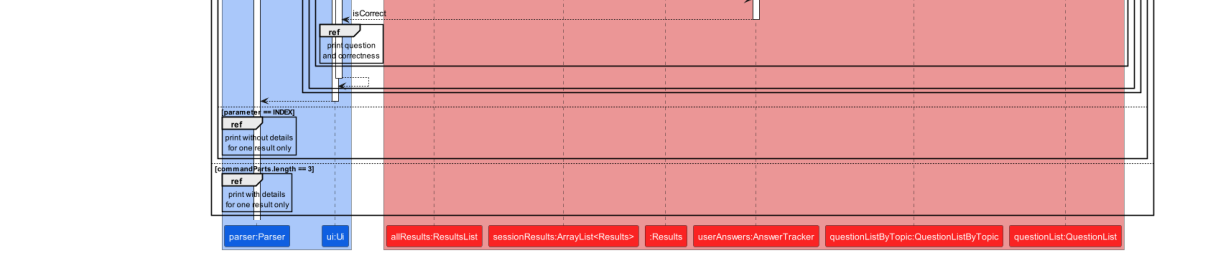 isCorrect
ref
print question
and correctness
[parameter == INDEX]
ref
print without details
for one result only
[commandParts.length == 3]
ref
print with details
for one result only
parser:Parser ui:Ui allResults:ResultsList sessionResults:ArrayList<Results> :Results userAnswers:AnswerTracker questionListByTopic:QuestionListByTopic questionList:QuestionList